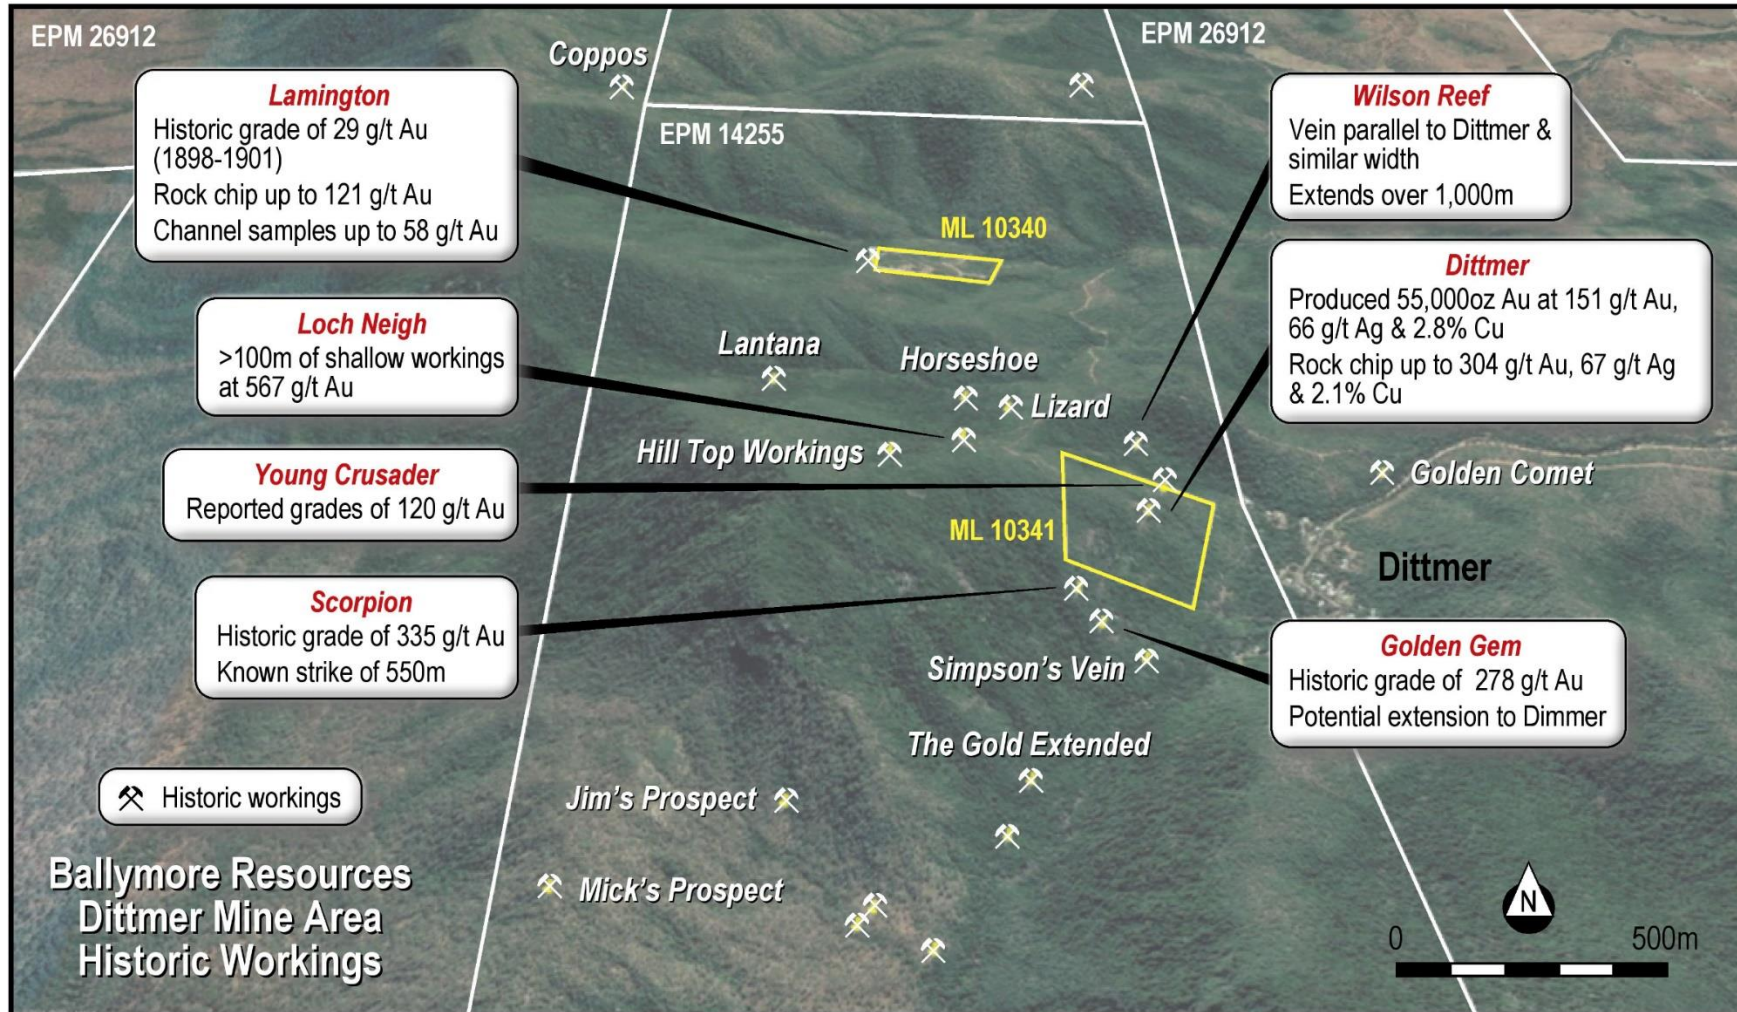 EPM 26912
EPM 26912
Coppos
Lamington
Historic grade of 29 g/t Au
(1898-1901)
Rock chip up to 121 g/t Au
Channel samples up to 58 g/t Au
EPM 14255
Wilson Reef
Vein parallel to Dittmer &
similar width
Extends over 1,000m
ML 10340
Dittmer
Produced 55,000oz Au at 151 g/t Au,
66 g/t Ag & 2.8% Cu
Rock chip up to 304 g/t Au, 67 g/t Ag
& 2.1% Cu
Loch Neigh
>100m of shallow workings
at 567 g/t Au
Lantana
Horseshoe
Lizard
Hill Top Workings
Golden Comet
Young Crusader
Reported grades of 120 g/t Au
ML 10341
Dittmer
Scorpion
Historic grade of 335 g/t Au
Known strike of 550m
Golden Gem
Historic grade of 278 g/t Au
Potential extension to Dimmer
Simpson's Vein
The Gold Extended
Jim's Prospect
Historic workings
Mick's Prospect
Ballymore Resources
Dittmer Mine Area
Historic Workings
N
0 500m